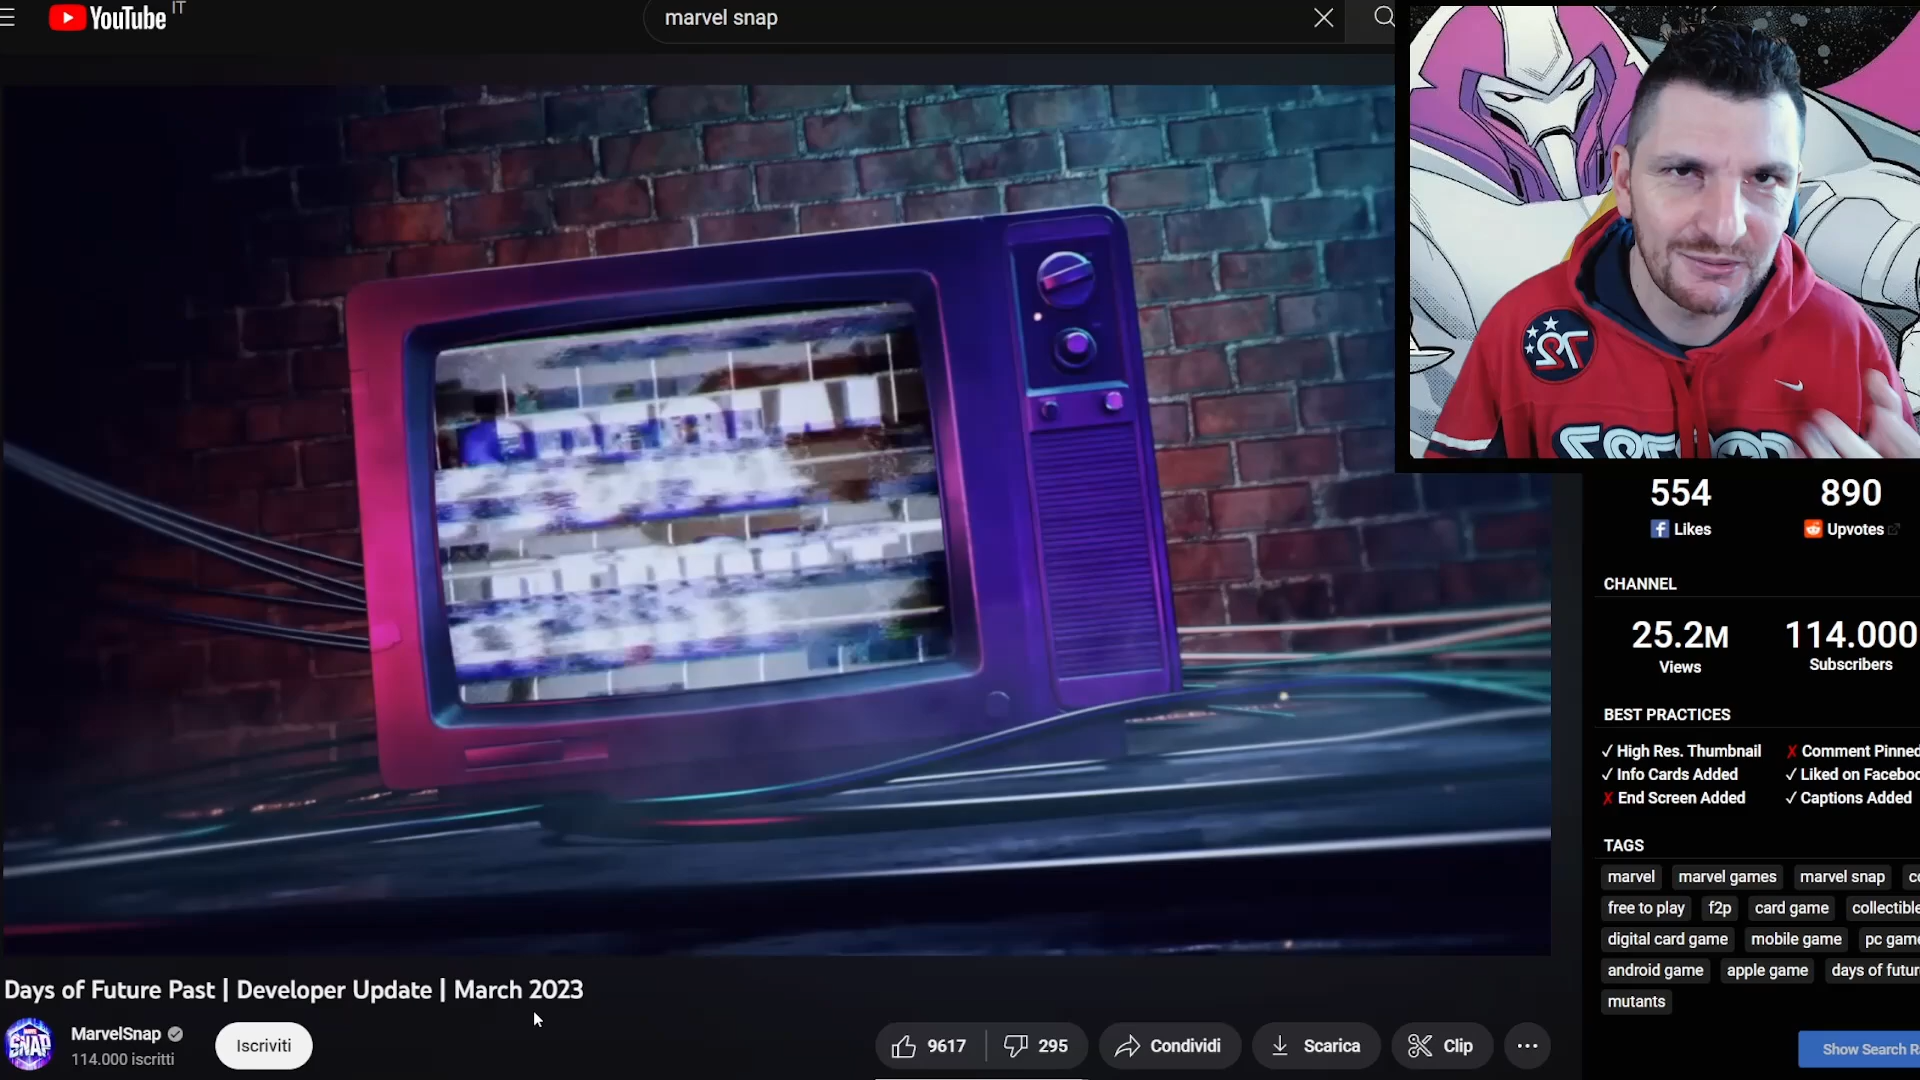 YouTube IT
marvel snap
554
890
Likes
Upvotes
CHANNEL
25.2M
114.000
Views
Subscribers
BEST PRACTICES
✓ High Res. Thumbnail
✗ Comment Pinned
✓ Info Cards Added
✓ Liked on Faceboo
✗ End Screen Added
✓ Captions Added
TAGS
marvel
marvel games
marvel snap
free to play
f2p
card game
collectible
digital card game
mobile game
pc game
android game
apple game
days of futur
mutants
Show Search Ra
Days of Future Past | Developer Update | March 2023
SNAP
MarvelSnap
114.000 iscritti
Iscriviti
9617
295
Condividi
Scarica
Clip